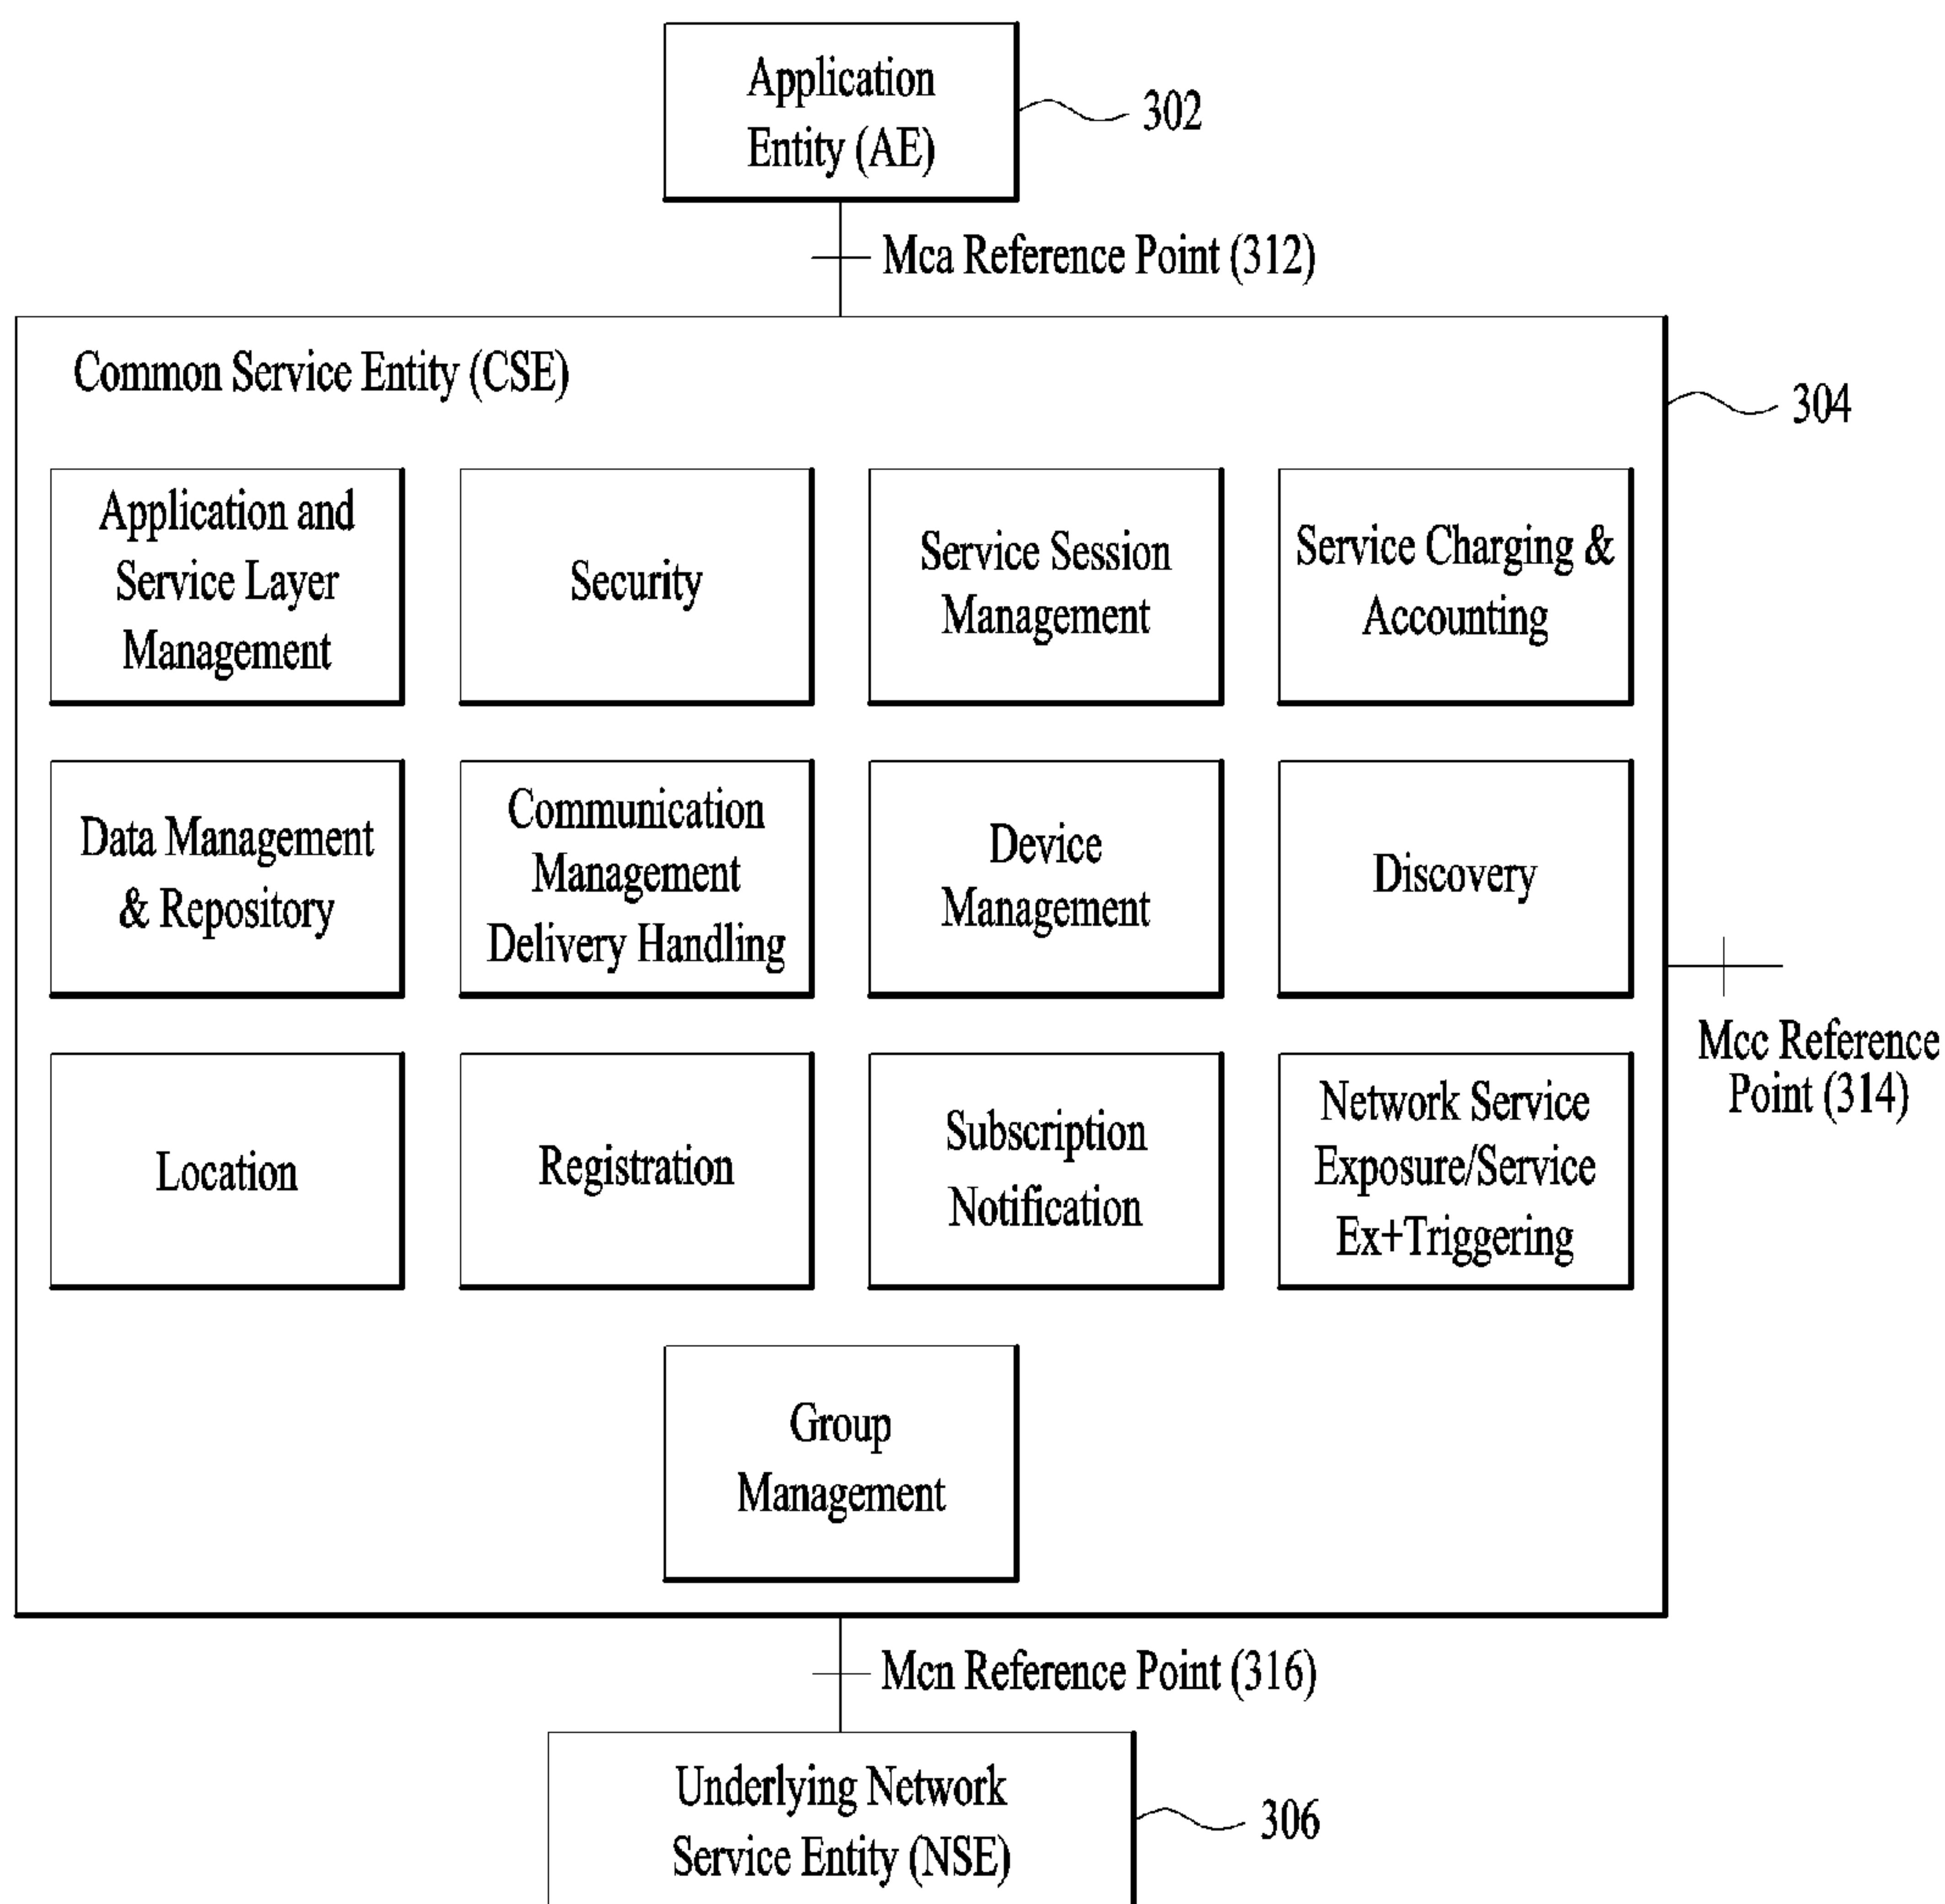 Application
Entity (AE)
302
Mca Reference Point (312)
Common Service Entity (CSE)
304
Application and
Service Layer
Management
Security
Service Session
Management
Service Charging &
Accounting
Data Management
& Repository
Communication
Management
Delivery Handling
Device
Management
Discovery
Mcc Reference
Point (314)
Location
Registration
Subscription
Notification
Network Service
Exposure/Service
Ex+Triggering
Group
Management
Mcn Reference Point (316)
Underlying Network
Service Entity (NSE)
306